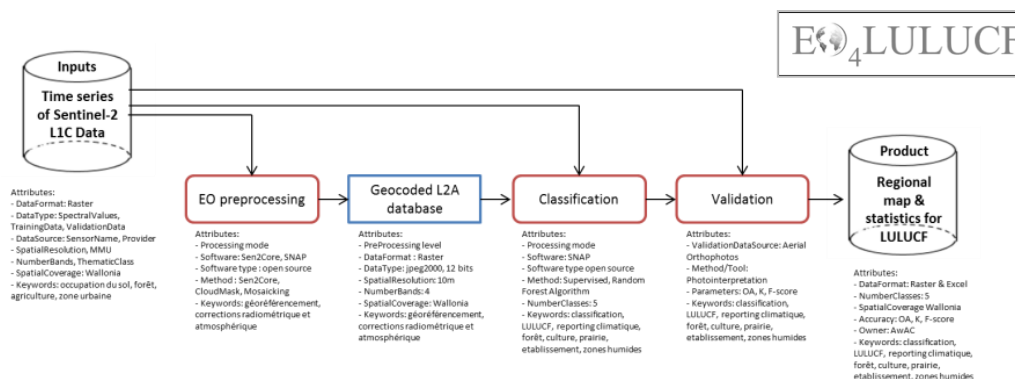 EO4LULUCF
Inputs
Time series
of Sentinel-2
L1C Data
Attributes:
- DataFormat: Raster
- DataType: SpectralValues,
TrainingData, ValidationData
- DataSource: SensorName, Provider
- SpatialResolution, MMU
- NumberBands, ThematicClass
- SpatialCoverage: Wallonia
- Keywords: occupation du sol, forêt,
agriculture, zone urbaine
EO preprocessing
Attributes:
- Processing mode
- Software: Sen2Core, SNAP
- Software type : open source
- Method : Sen2Core,
CloudMask, Mosaicking
- Keywords: géoréférencement,
corrections radiométrique et
atmosphérique
Geocoded L2A
database
Attributes:
- PreProcessing level
- DataFormat : Raster
- DataType: jpeg2000, 12 bits
- SpatialResolution: 10m
- NumberBands: 4
- SpatialCoverage: Wallonia
- Keywords: géoréférencement,
corrections radiométrique et
atmosphérique
Classification
Attributes:
- Processing mode
- Software: SNAP
- Software type open source
- Method: Supervised, Random
Forest Algorithm
- NumberClasses: 5
- Keywords: classification,
LULUCF, reporting climatique,
forêt, culture, prairie,
etablissement, zones humides
Validation
Attributes:
- ValidationDataSource: Aerial
Orthophotos
- Method/Tool:
Photointerpretation
- Parameters: OA, K, F-score
- Keywords: classification,
LULUCF, reporting climatique,
forêt, culture, prairie,
etablissement, zones humides
Product
Regional
map &
statistics for
LULUCF
Attributes:
- DataFormat: Raster & Excel
- NumberClasses: 5
- SpatialCoverage Wallonia
- Accuracy: OA, K, F-score
- Owner: AwAC
- Keywords: classification,
LULUCF, reporting climatique,
forêt, culture, prairie,
etablissement, zones humides